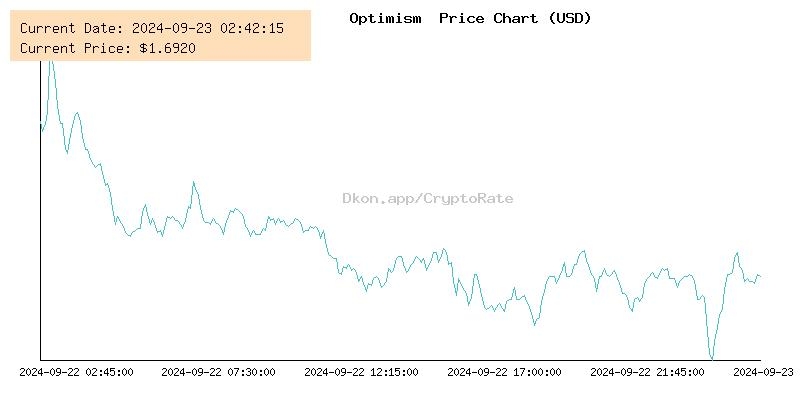 Optimism  Price Chart (USD)
Current Date: 2024-09-23 02:42:15
Current Price: $1.6920
Dkon.app/CryptoRate
2024-09-22 02:45:00 2024-09-22 07:30:00 2024-09-22 12:15:00 2024-09-22 17:00:00 2024-09-22 21:45:00 2024-09-23